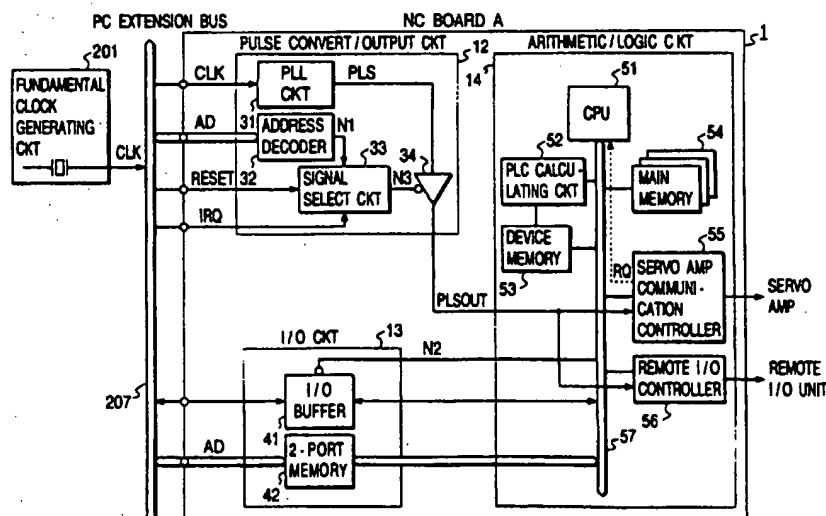 PC EXTENSION BUS
NC BOARD A
1
201
PULSE CONVERT/OUTPUT CKT
12
ARITHMETIC/LOGIC CKT
14
FUNDAMENTAL
CLOCK
GENERATING
CKT
CLK
CLK
PLL
CKT
PLS
31
AD
ADDRESS
DECODER
N1
32
33
34
RESET
SIGNAL
SELECT CKT
N3
IRQ
51
CPU
52
PLC CALCU-
LATING CKT
54
MAIN
MEMORY
DEVICE
MEMORY
53
RQ
55
SERVO AMP
COMMUNI-
CATION
CONTROLLER
SERVO
AMP
PLSOUT
I/O CKT
13
N2
I/O
BUFFER
41
207
REMOTE I/O
CONTROLLER
56
REMOTE
I/O UNIT
57
AD
2-PORT
MEMORY
42